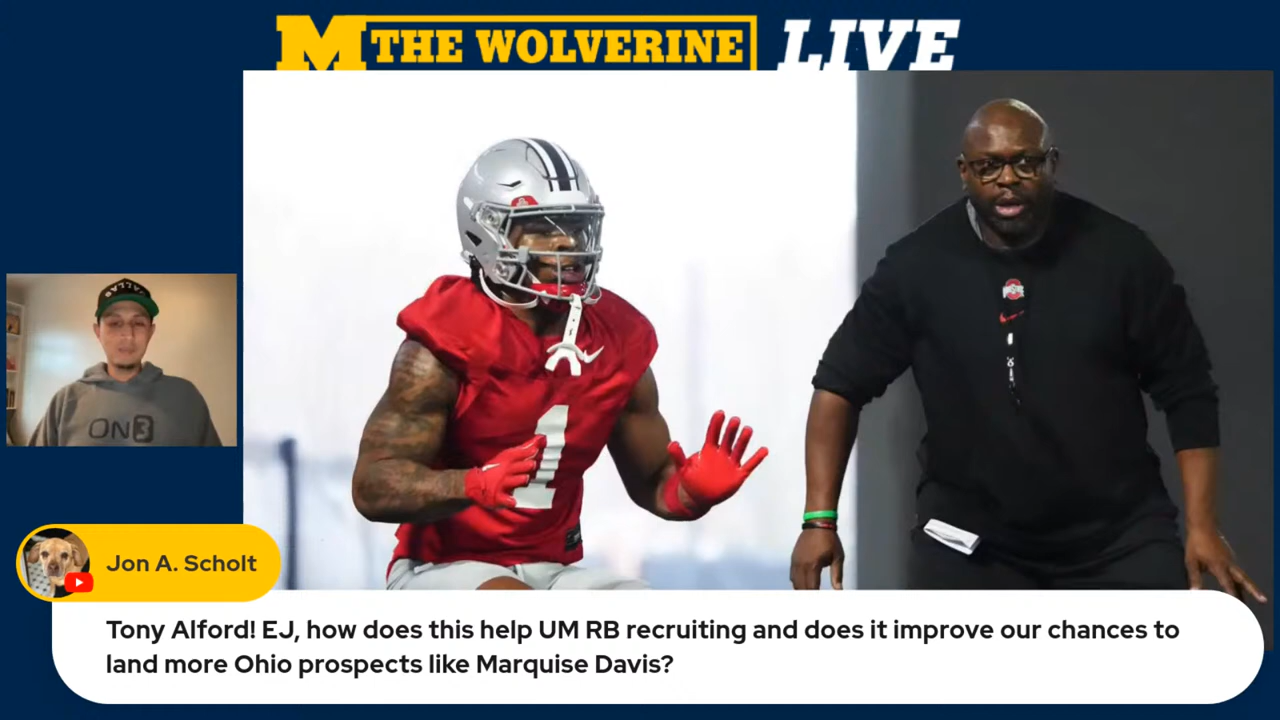 M THE WOLVERINE LIVE
1
ON3
Jon A. Scholt
Tony Alford! EJ, how does this help UM RB recruiting and does it improve our chances to
land more Ohio prospects like Marquise Davis?